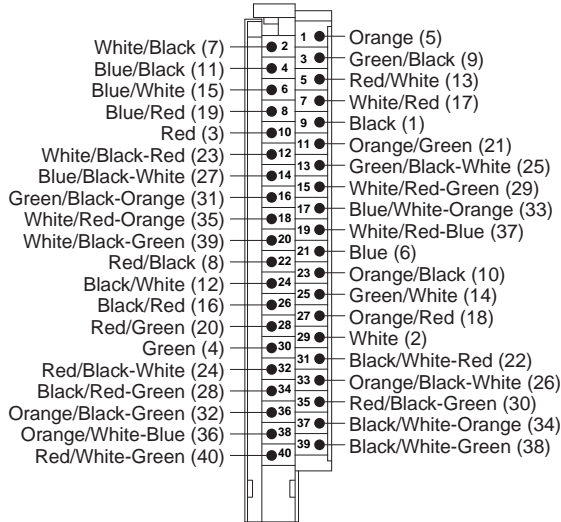 1 Orange (5)
White/Black (7) 2
3 Green/Black (9)
Blue/Black (11) 4
5 Red/White (13)
Blue/White (15) 6
7 White/Red (17)
Blue/Red (19) 8
9 Black (1)
Red (3) 10
11 Orange/Green (21)
White/Black-Red (23) 12
13 Green/Black-White (25)
Blue/Black-White (27) 14
15 White/Red-Green (29)
Green/Black-Orange (31) 16
17 Blue/White-Orange (33)
White/Red-Orange (35) 18
19 White/Red-Blue (37)
White/Black-Green (39) 20
21 Blue (6)
Red/Black (8) 22
23 Orange/Black (10)
Black/White (12) 24
25 Green/White (14)
Black/Red (16) 26
27 Orange/Red (18)
Red/Green (20) 28
29 White (2)
Green (4) 30
31 Black/White-Red (22)
Red/Black-White (24) 32
33 Orange/Black-White (26)
Black/Red-Green (28) 34
35 Red/Black-Green (30)
Orange/Black-Green (32) 36
37 Black/White-Orange (34)
Orange/White-Blue (36) 38
39 Black/White-Green (38)
Red/White-Green (40) 40